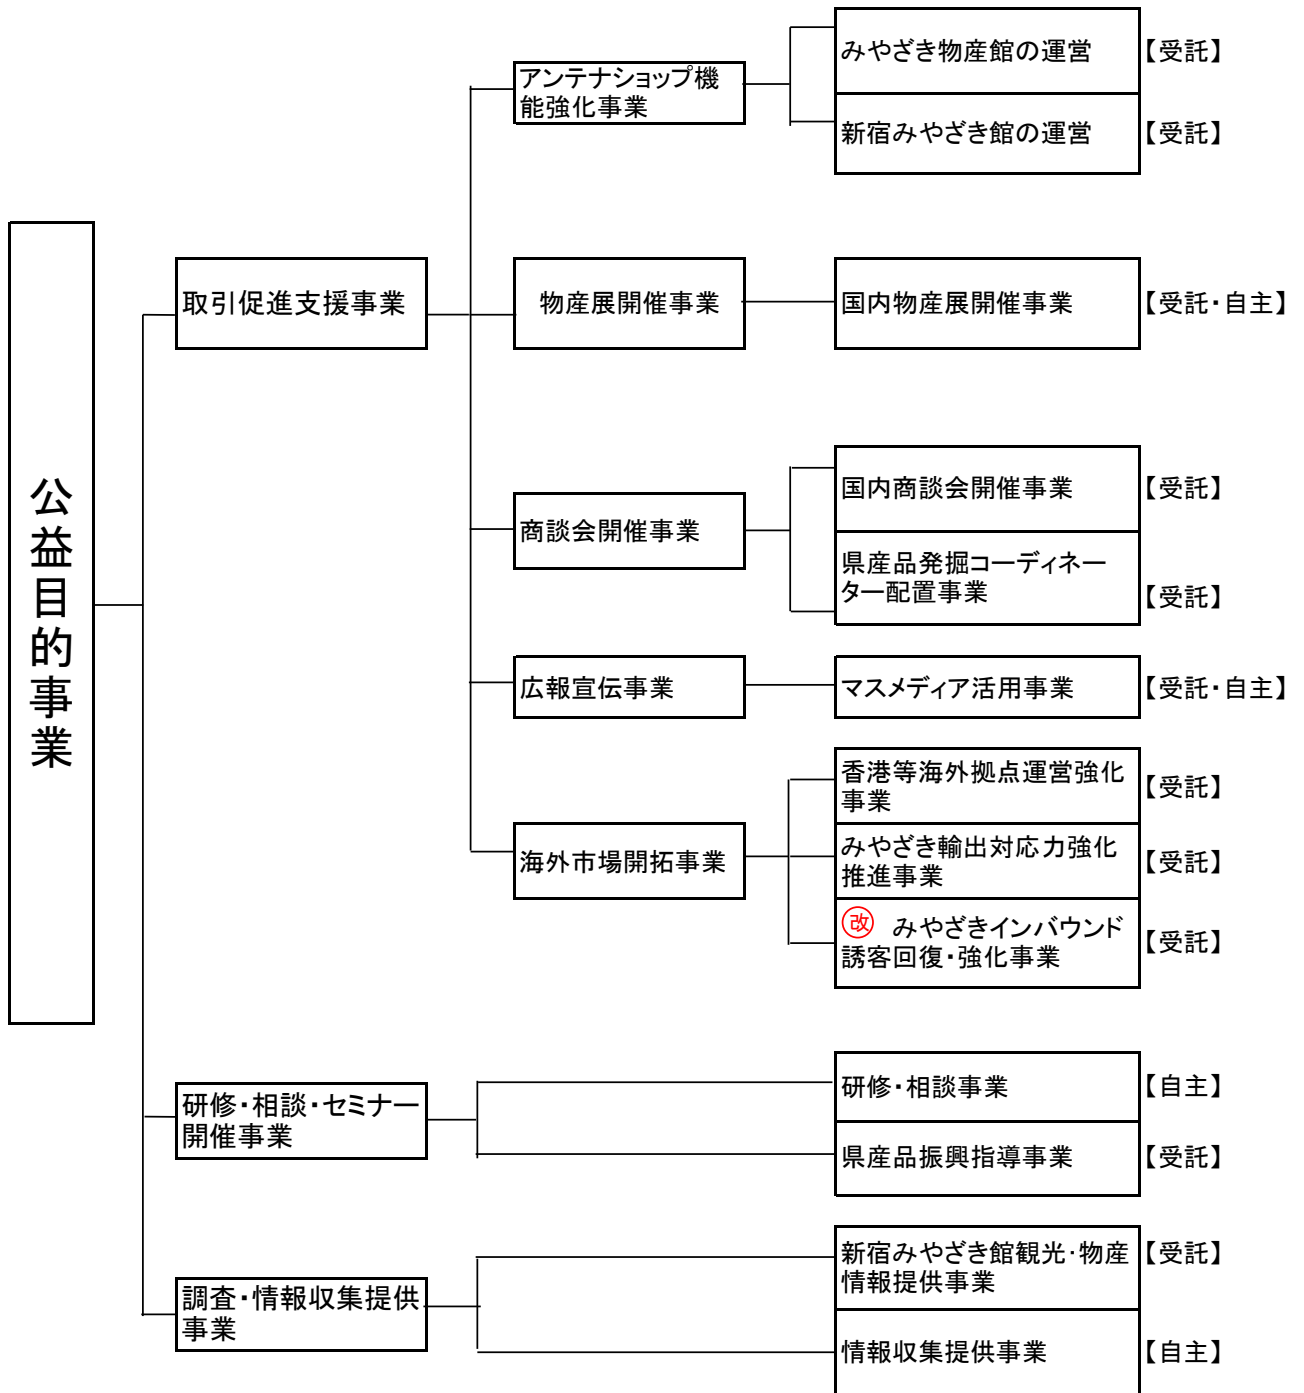 公益目的事業
取引促進支援事業
アンテナショップ機
能強化事業
みやざき物産館の運営
【受託】
新宿みやざき館の運営
【受託】
物産展開催事業
国内物産展開催事業
【受託・自主】
商談会開催事業
国内商談会開催事業
【受託】
県産品発掘コーディネー
ター配置事業
【受託】
広報宣伝事業
マスメディア活用事業
【受託・自主】
海外市場開拓事業
香港等海外拠点運営強化
事業
【受託】
みやざき輸出対応力強化
推進事業
【受託】
改 みやざきインバウンド
誘客回復・強化事業
【受託】
研修・相談・セミナー
開催事業
研修・相談事業
【自主】
県産品振興指導事業
【受託】
調査・情報収集提供
事業
新宿みやざき館観光・物産
情報提供事業
【受託】
情報収集提供事業
【自主】